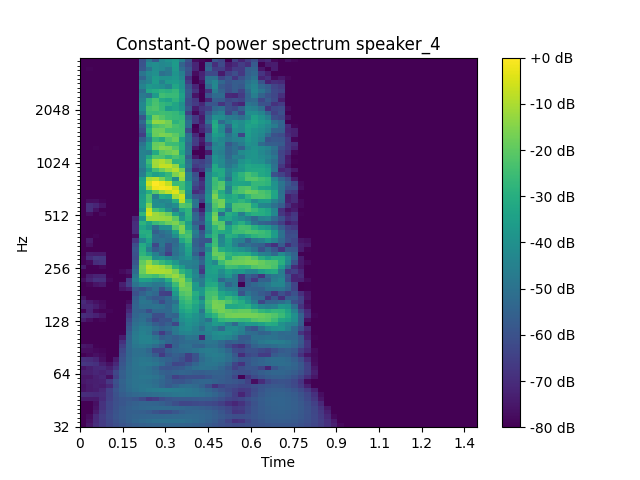 Constant-Q power spectrum speaker_4
Hz
2048
1024
512
256
128
64
32
0 0.15 0.3 0.45 0.6 0.75 0.9 1.1 1.2 1.4
Time
+0 dB
-10 dB
-20 dB
-30 dB
-40 dB
-50 dB
-60 dB
-70 dB
-80 dB